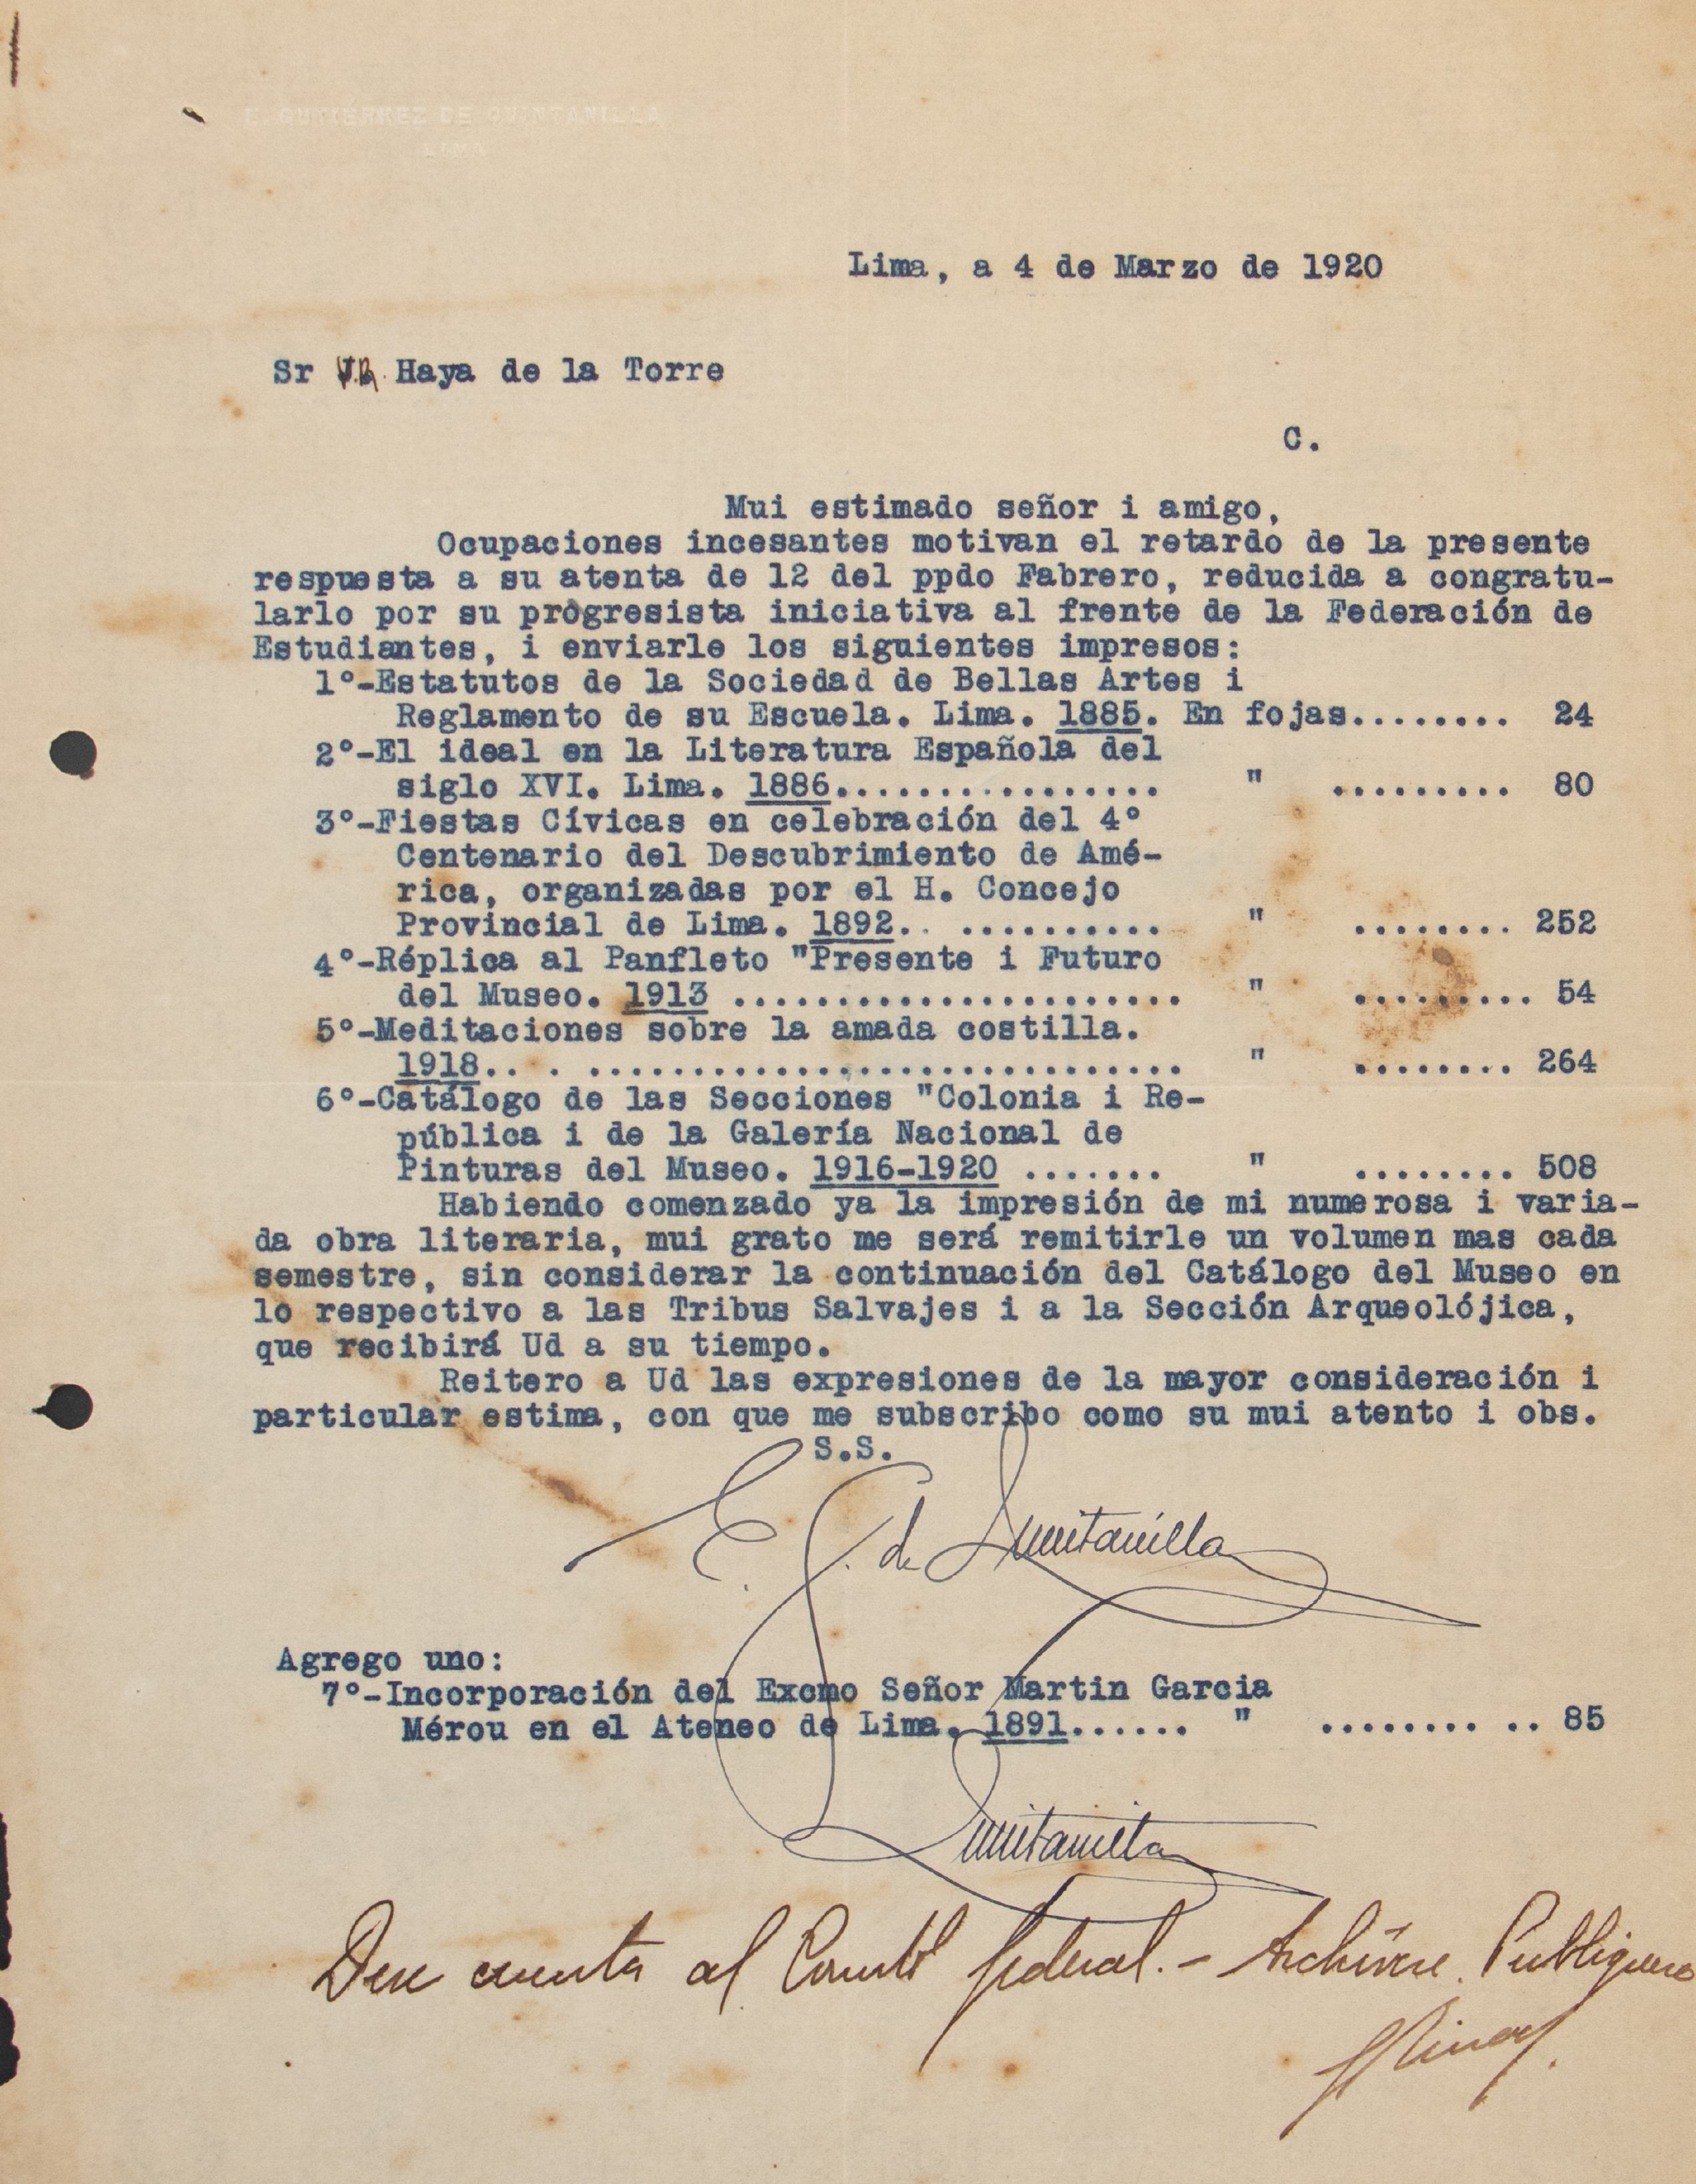 E. GUTIÉRREZ DE QUINTANILLA
LIMA
Lima, a 4 de Marzo de 1920
Sr Haya de la Torre
C.
Mui estimado señor i amigo,
Ocupaciones incesantes motivan el retardo de la presente
respuesta a su atenta de 12 del ppdo Fabrero, reducida a congratu-
larlo por su progresista iniciativa al frente de la Federación de
Estudiantes, i enviarle los siguientes impresos:
1°-Estatutos de la Sociedad de Bellas Artes i
Reglamento de su Escuela. Lima. 1885. En fojas........ 24
2°-El ideal en la Literatura Española del
siglo XVI. Lima. 1886................ " ......... 80
3°-Fiestas Cívicas en celebración del 4°
Centenario del Descubrimiento de Amé-
rica, organizadas por el H. Concejo
Provincial de Lima. 1892.. .......... " ........ 252
4°-Réplica al Panfleto "Presente i Futuro
del Museo. 1913 ...................... " ......... 54
5°-Meditaciones sobre la amada costilla.
1918.. . ............................. " ........ 264
6°-Catálogo de las Secciones "Colonia i Re-
pública i de la Galería Nacional de
Pinturas del Museo. 1916-1920 ....... " ........ 508
Habiendo comenzado ya la impresión de mi numerosa i varia-
da obra literaria, mui grato me será remitirle un volumen mas cada
semestre, sin considerar la continuación del Catálogo del Museo en
lo respectivo a las Tribus Salvajes i a la Sección Arqueolójica,
que recibirá Ud a su tiempo.
Reitero a Ud las expresiones de la mayor consideración i
particular estima, con que me subscribo como su mui atento i obs.
S.S.
E. G. de Quintanilla
Agrego uno:
7°-Incorporación del Excmo Señor Martin Garcia
Mérou en el Ateneo de Lima. 1891...... " ........ .. 85
Quintanilla
Dese cuenta al Comité federal. - Archívese. Publíquese